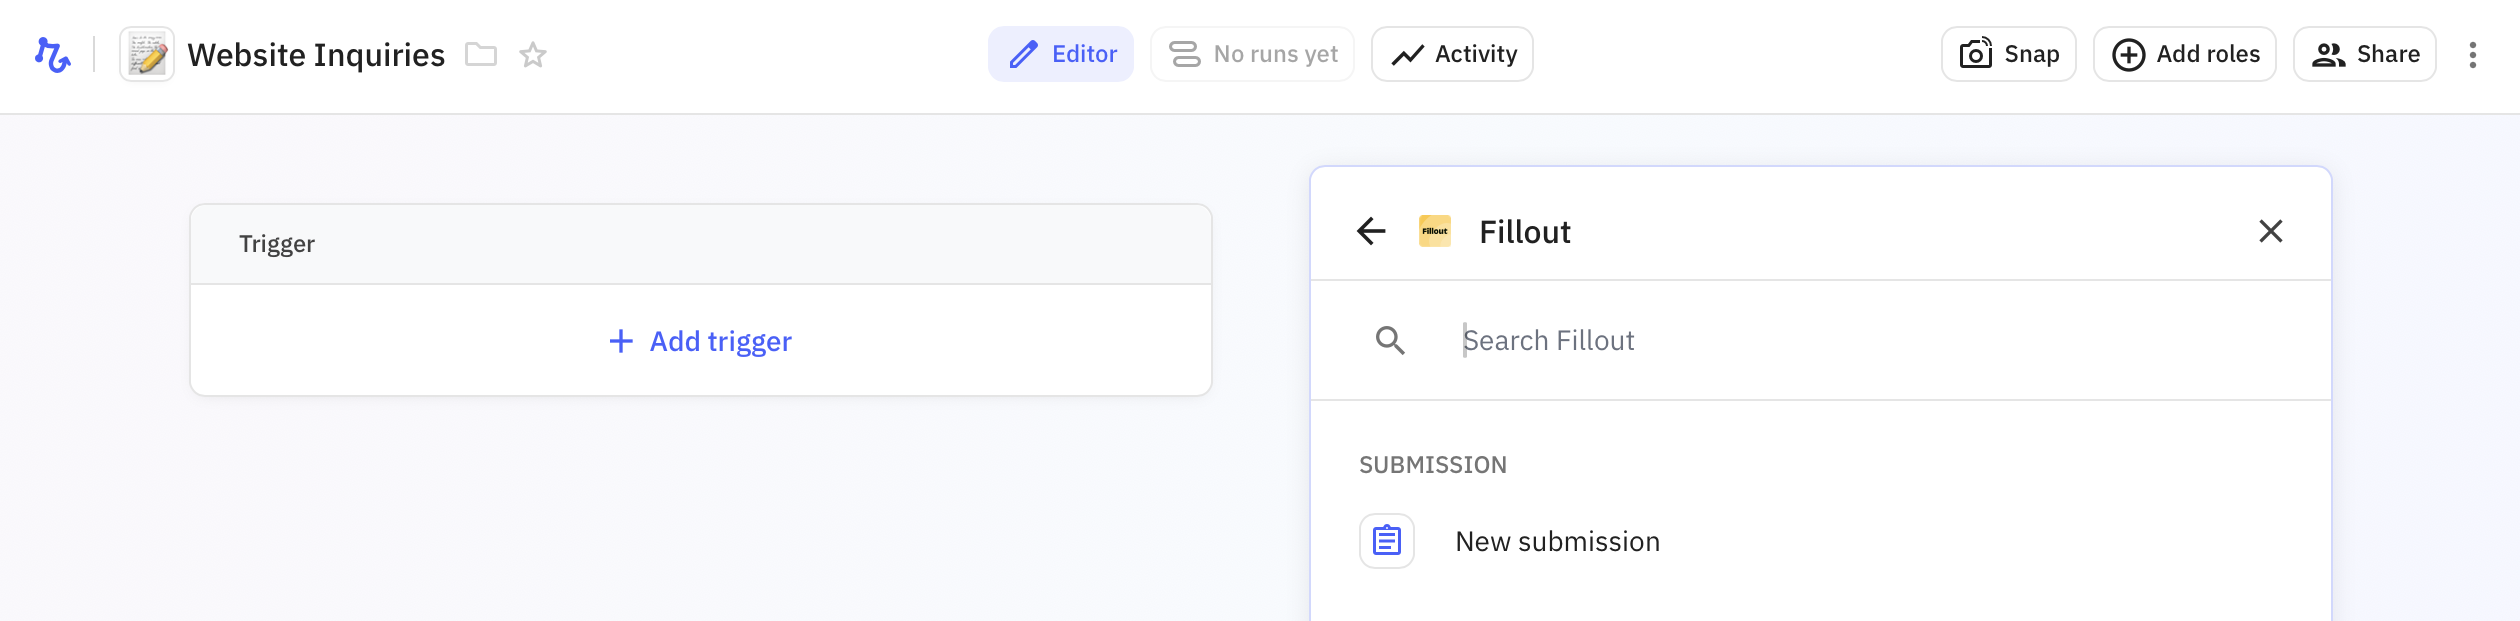 Website Inquiries
Editor
No runs yet
Activity
Snap
Add roles
Share
Trigger
Add trigger
Fillout
Fillout
Search Fillout
SUBMISSION
New submission